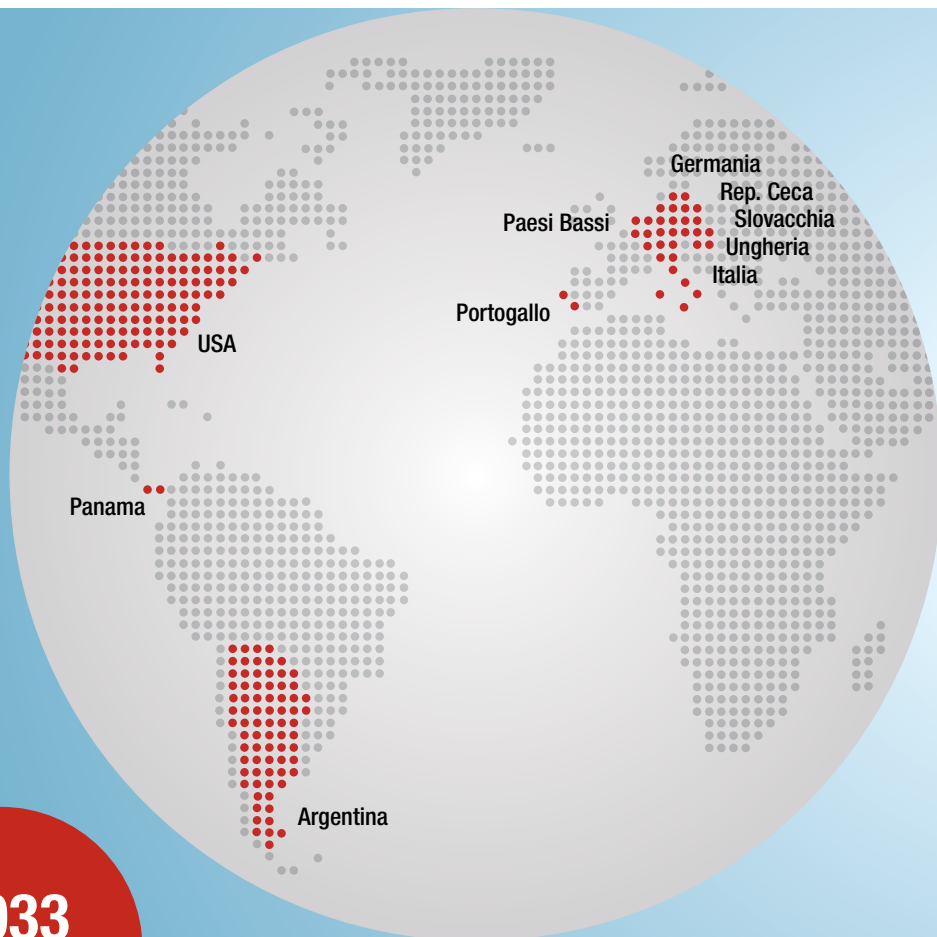 Germania
Rep. Ceca
Paesi Bassi
Slovacchia
Ungheria
Italia
Portogallo
USA
Panama
Argentina